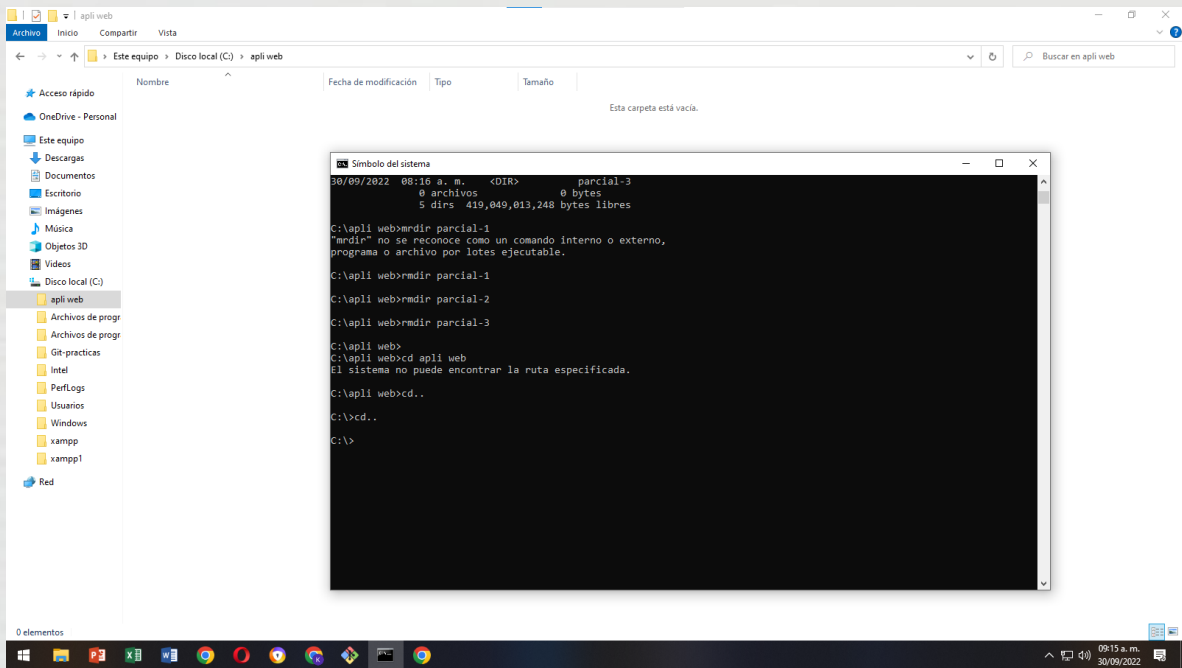 apli web
Archivo Inicio Compartir Vista
Este equipo > Disco local (C:) > apli web
Buscar en apli web
Nombre Fecha de modificación Tipo Tamaño
Esta carpeta está vacía.
Acceso rápido
OneDrive - Personal
Este equipo
Descargas
Documentos
Escritorio
Imágenes
Música
Objetos 3D
Videos
Disco local (C:)
apli web
Archivos de progr
Archivos de progr
Git-practicas
Intel
PerfLogs
Usuarios
Windows
xampp
xampp1
Red
Símbolo del sistema
30/09/2022 08:16 a. m. <DIR> parcial-3
0 archivos 0 bytes
5 dirs 419,049,013,248 bytes libres
C:\apli web>mrdir parcial-1
"mrdir" no se reconoce como un comando interno o externo,
programa o archivo por lotes ejecutable.
C:\apli web>rmdir parcial-1
C:\apli web>rmdir parcial-2
C:\apli web>rmdir parcial-3
C:\apli web>
C:\apli web>cd apli web
El sistema no puede encontrar la ruta especificada.
C:\apli web>cd..
C:\>cd..
C:\>
0 elementos
09:15 a. m.
30/09/2022